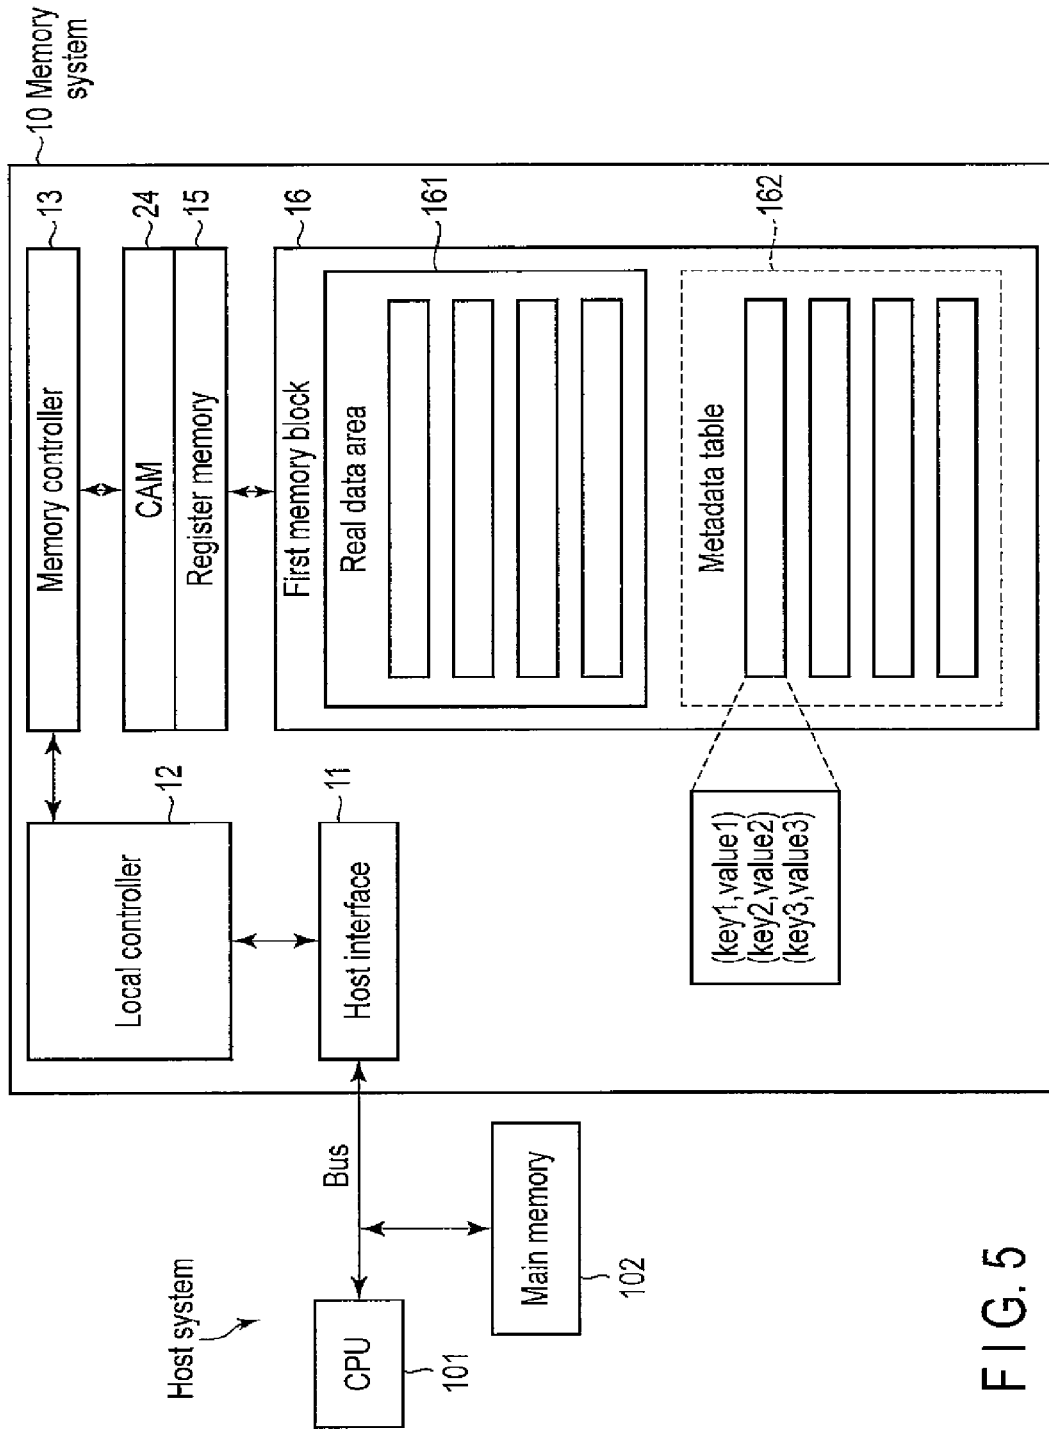 10 Memory
system
Host system
Local controller
12
Memory controller
13
CAM
24
Register memory
15
CPU
101
Bus
Host interface
11
First memory block
16
Real data area
161
Main memory
102
(key1,value1)
(key2,value2)
(key3,value3)
Metadata table
162
FIG. 5